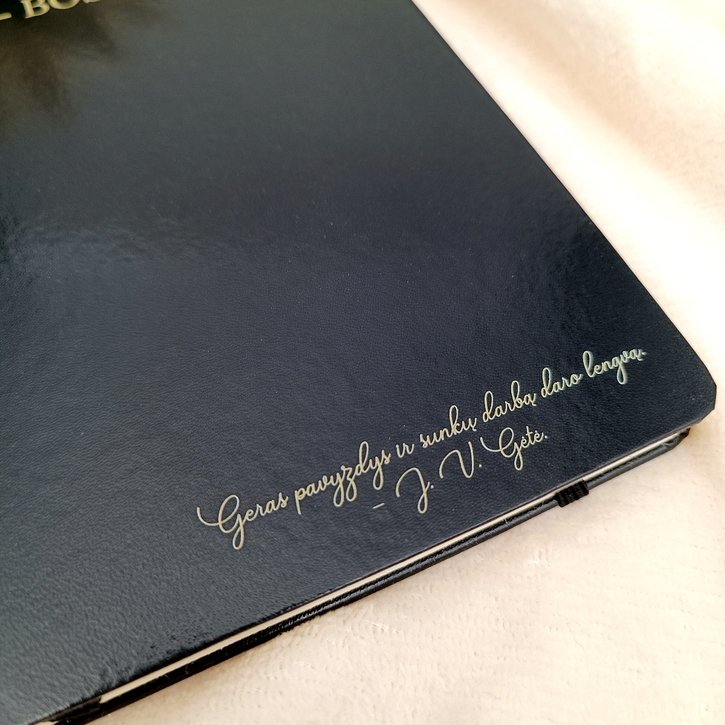 Geras pavyzdys ir sunkų darbą daro lengvą.
- J. V. Gėtė.